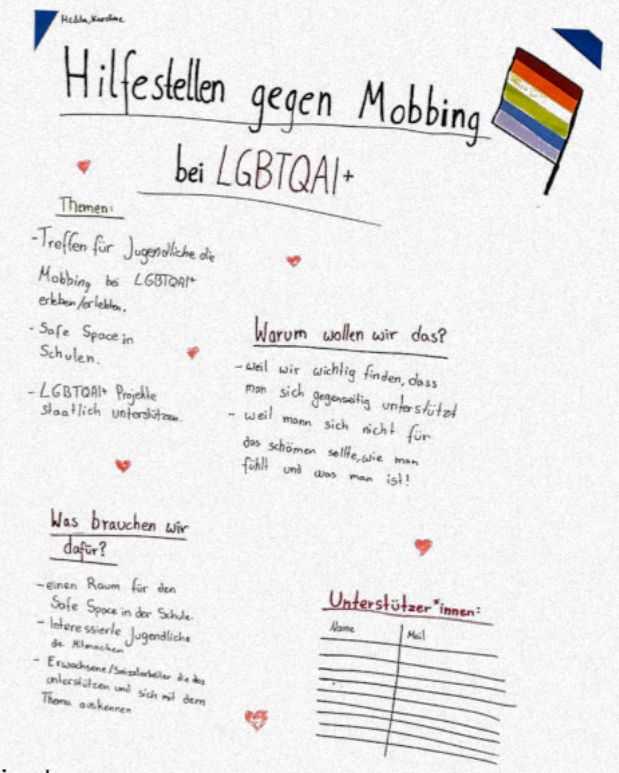 Hedda, Karoline
Hilfestellen gegen Mobbing
bei LGBTQAI+
Themen:
- Treffen für Jugendliche die
Mobbing bei LGBTQAI+
erleben/erlebten.
- Safe Space in
Schulen.
- LGBTQAI+ Projekte
staatlich unterstützen.
Warum wollen wir das?
- weil wir wichtig finden, dass
man sich gegenseitig unterstützt
- weil mann sich nicht für
das schämen sollte, wie man
fühlt und was man ist!
Was brauchen wir
dafür?
- einen Raum für den
Safe Space in der Schule.
- Interessierte Jugendliche
die Mitmachen
- Erwachsene/Sozialarbeiter die das
unterstützen und sich mit dem
Thema auskennen
Unterstützer*innen:
Name Mail